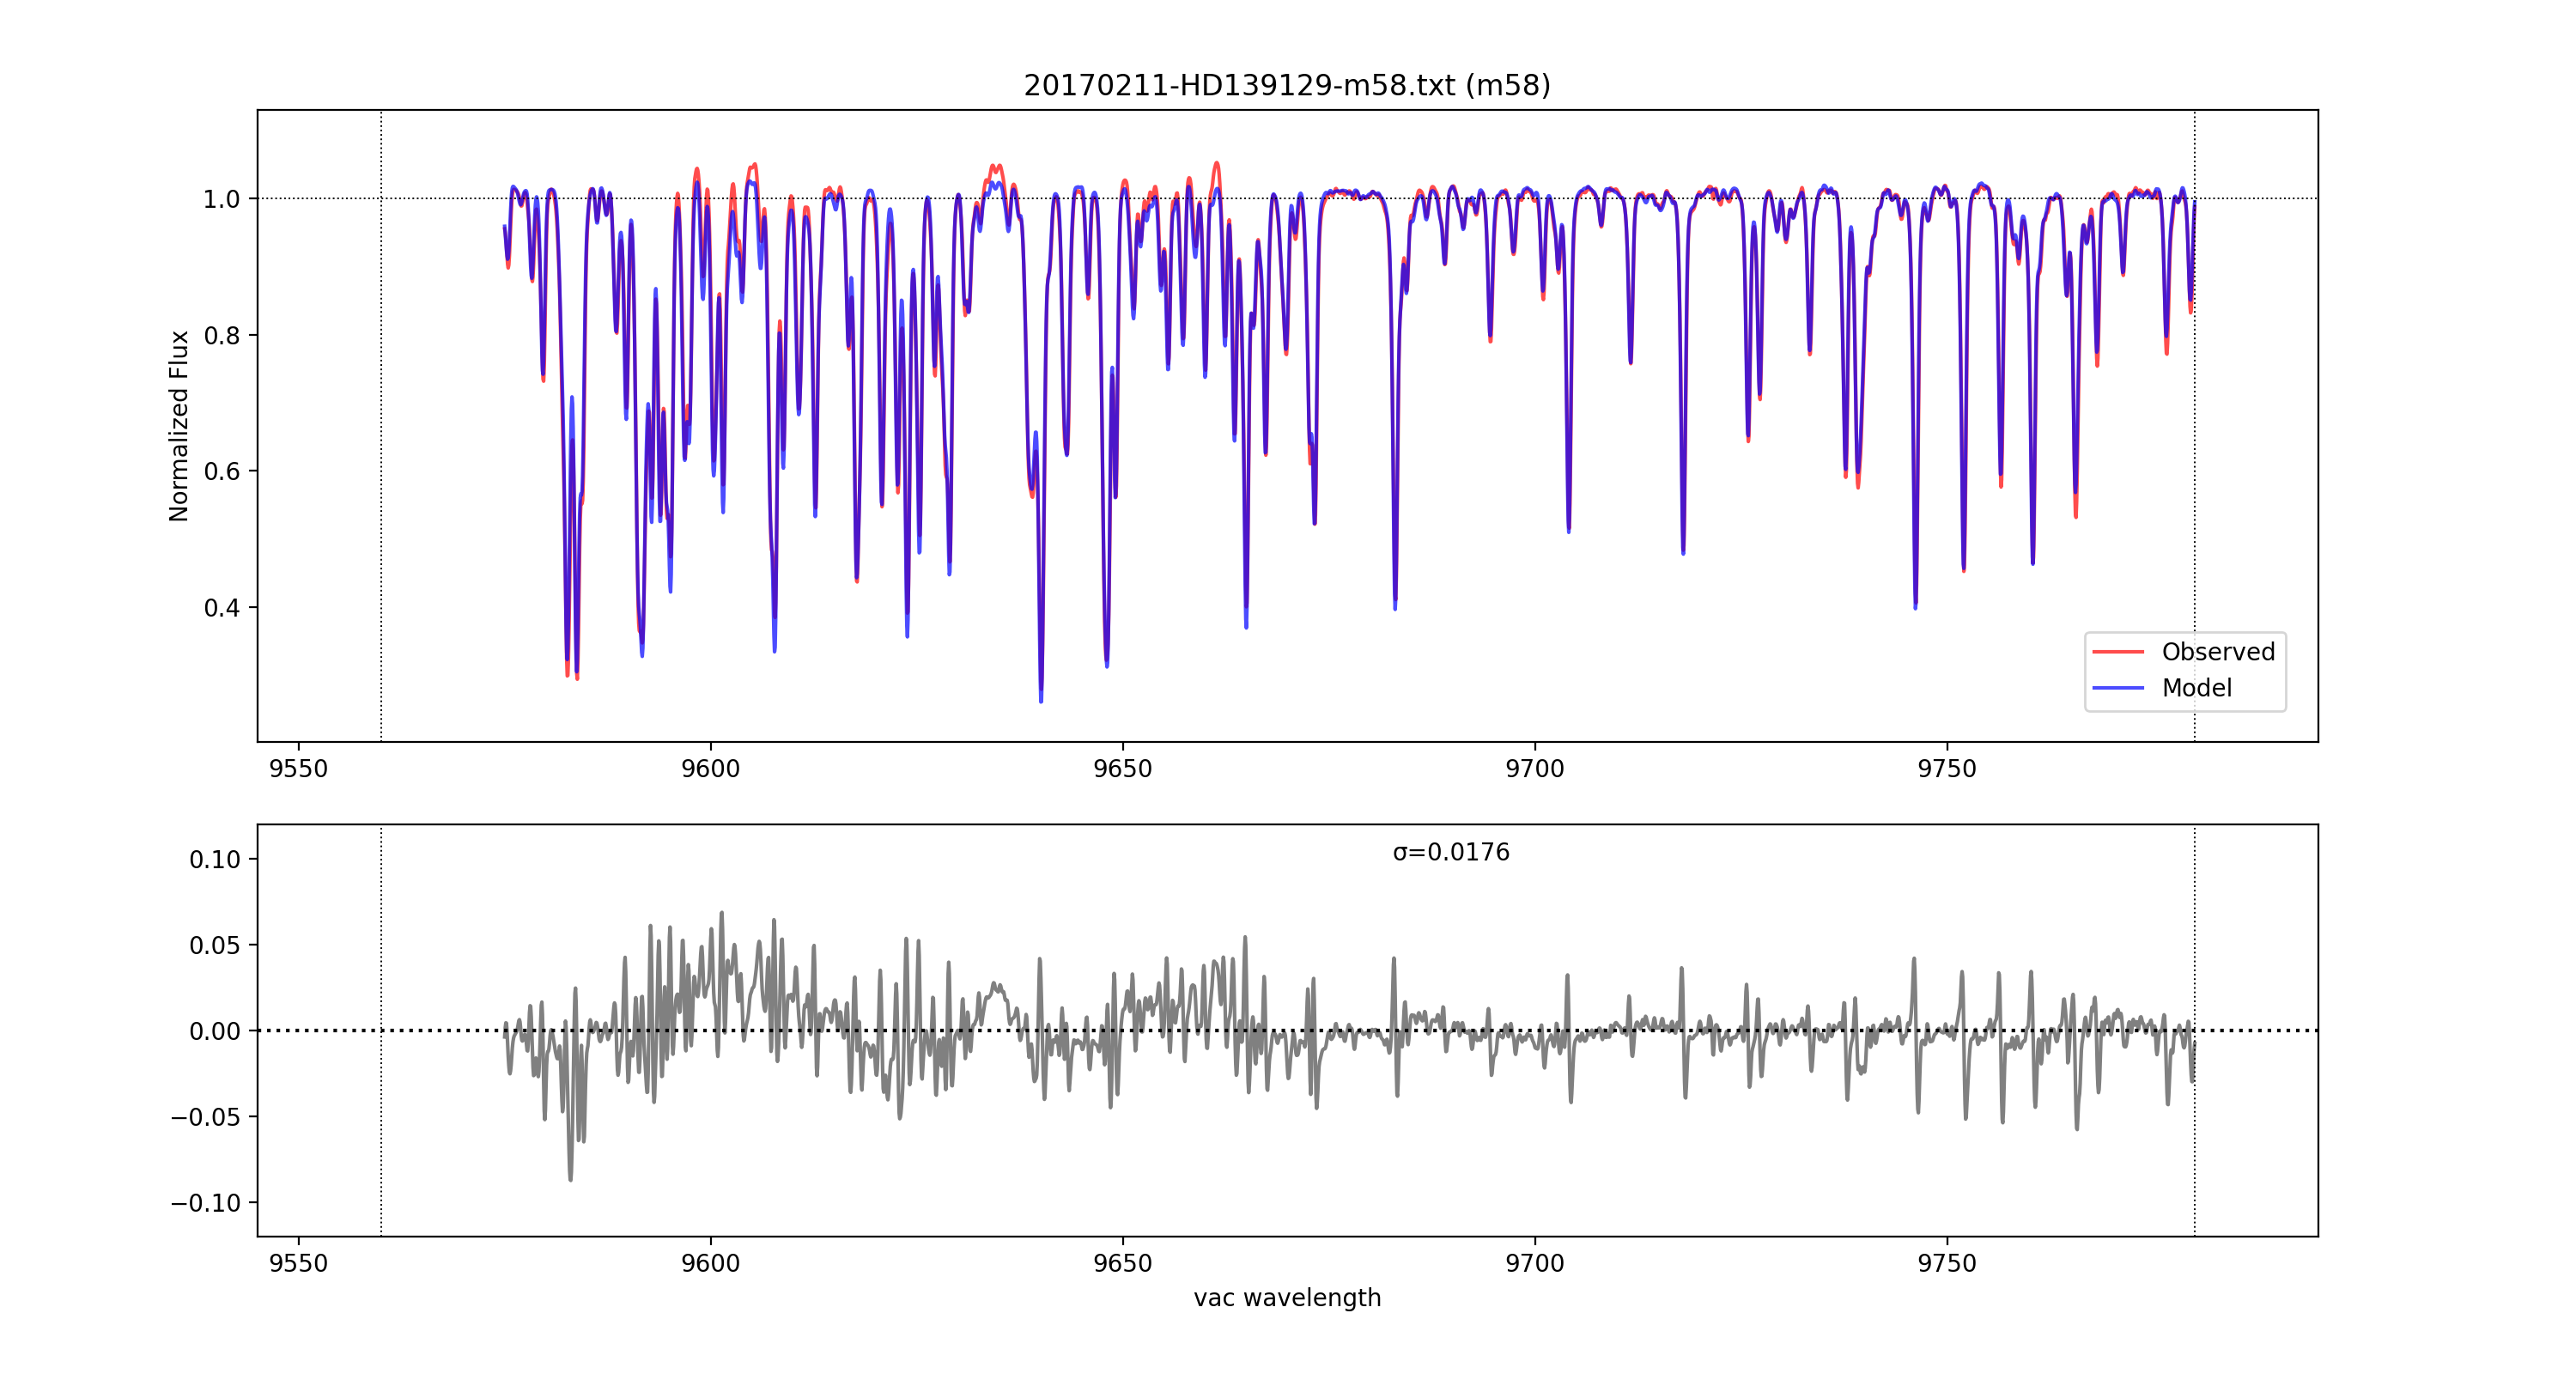 20170211-HD139129-m58.txt (m58)
Normalized Flux
1.0
0.8
0.6
0.4
Observed
Model
9550 9600 9650 9700 9750
σ=0.0176
0.10
0.05
0.00
−0.05
−0.10
9550 9600 9650 9700 9750
vac wavelength